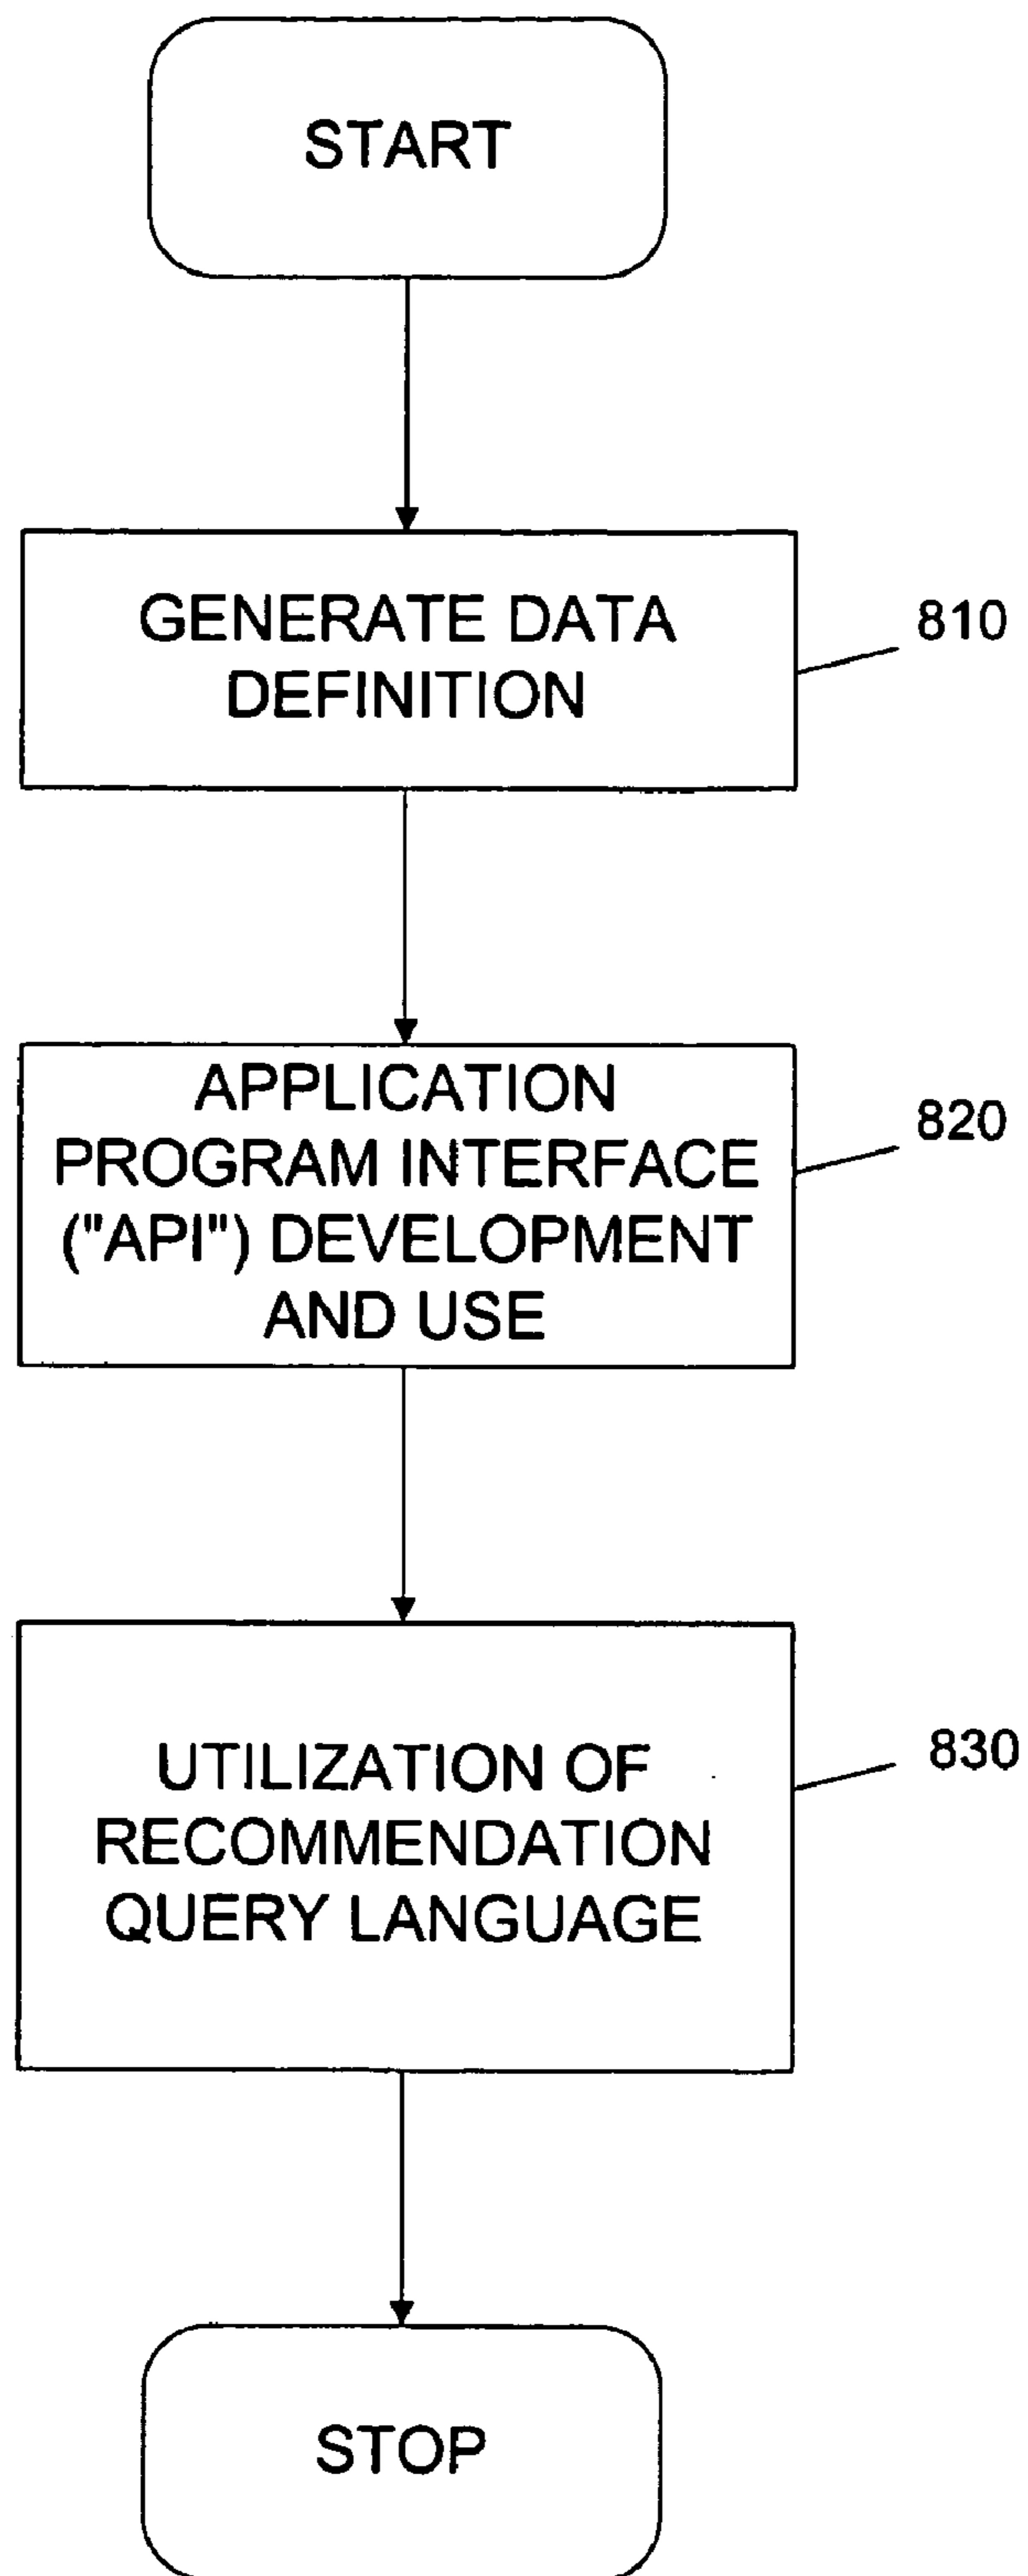 START
GENERATE DATA
DEFINITION
810
APPLICATION
PROGRAM INTERFACE
("API") DEVELOPMENT
AND USE
820
UTILIZATION OF
RECOMMENDATION
QUERY LANGUAGE
830
STOP